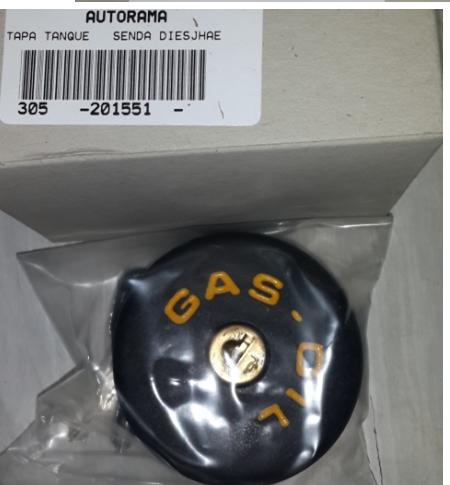 AUTORAMA
TAPA TANQUE SENDA DIESJHAE
305 -201551 -
GAS-OIL